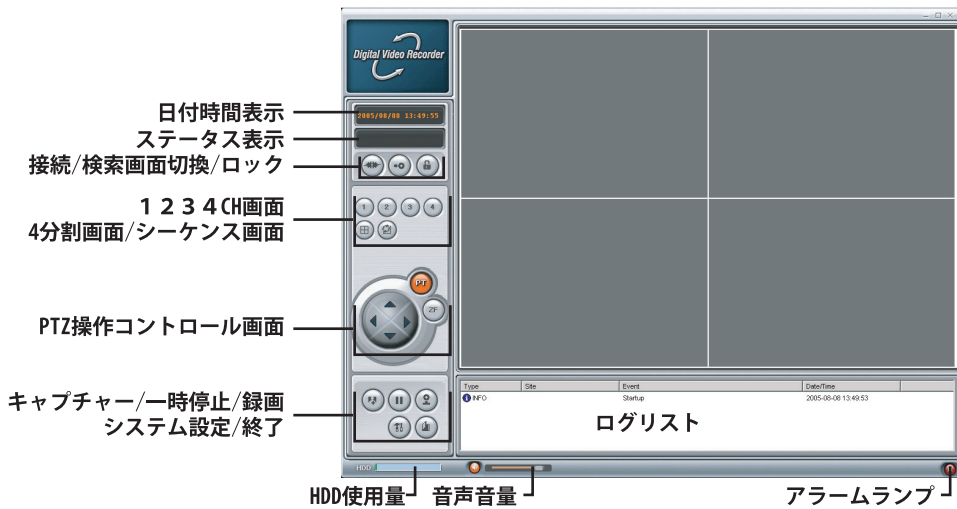 Digital Video Recorder
日付時間表示
2005/08/08 13:49:55
ステータス表示
接続/検索画面切換/ロック
１２３４CH画面
1 2 3 4
4分割画面/シーケンス画面
PT
ZF
PTZ操作コントロール画面
キャプチャー/一時停止/録画
システム設定/終了
Type Site Event Date/Time
INFO Startup 2005-08-08 13:49:53
ログリスト
HDD
HDD使用量
音声音量
アラームランプ